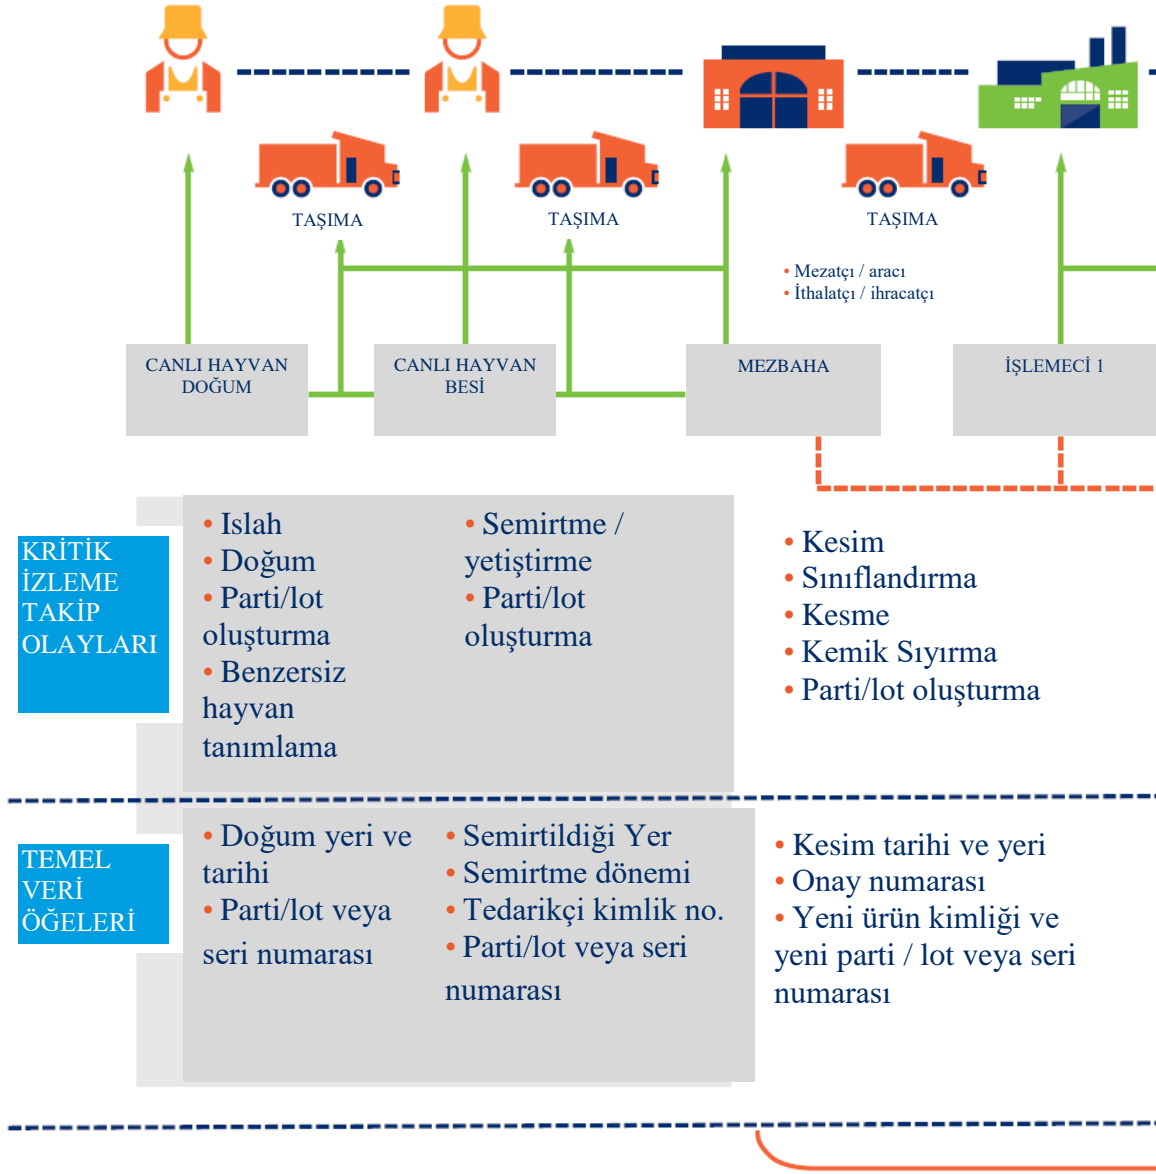 TAŞIMA
TAŞIMA
TAŞIMA
• Mezatçı / aracı
• İthalatçı / ihracatçı
CANLI HAYVAN
DOĞUM
CANLI HAYVAN
BESİ
MEZBAHA
İŞLEMECİ 1
KRİTİK
İZLEME
TAKİP
OLAYLARI
• Islah
• Doğum
• Parti/lot
oluşturma
• Benzersiz
hayvan
tanımlama
• Semirtme /
yetiştirme
• Parti/lot
oluşturma
• Kesim
• Sınıflandırma
• Kesme
• Kemik Sıyırma
• Parti/lot oluşturma
TEMEL
VERİ
ÖĞELERİ
• Doğum yeri ve
tarihi
• Parti/lot veya
seri numarası
• Semirtildiği Yer
• Semirtme dönemi
• Tedarikçi kimlik no.
• Parti/lot veya seri
numarası
• Kesim tarihi ve yeri
• Onay numarası
• Yeni ürün kimliği ve
yeni parti / lot veya seri
numarası